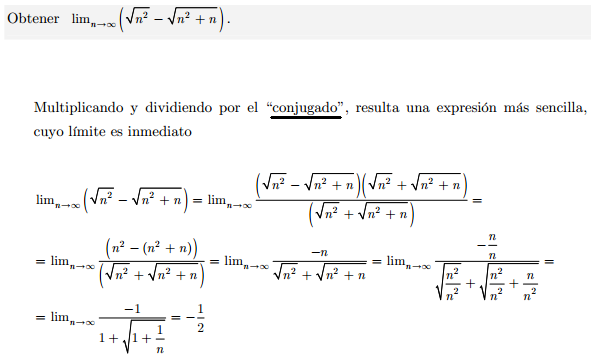 Obtener lim_{n→∞} (√(n²) − √(n² + n)).
Multiplicando y dividiendo por el “conjugado”, resulta una expresión más sencilla,
cuyo límite es inmediato
lim_{n→∞} (√(n²) − √(n² + n)) = lim_{n→∞} ((√(n²) − √(n² + n))(√(n²) + √(n² + n))) / ((√(n²) + √(n² + n))) =
= lim_{n→∞} ((n² − (n² + n))) / ((√(n²) + √(n² + n))) = lim_{n→∞} (−n) / (√(n²) + √(n² + n)) = lim_{n→∞} (−n/n) / (√(n²/n²) + √(n²/n² + n/n²)) =
= lim_{n→∞} (−1) / (1 + √(1 + 1/n)) = −1/2